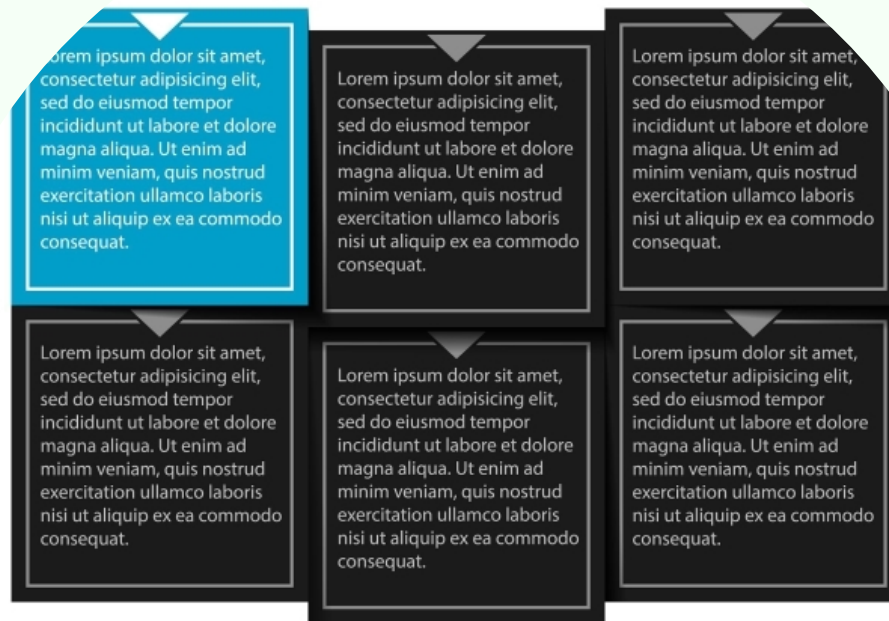 Lorem ipsum dolor sit amet,
consectetur adipisicing elit,
sed do eiusmod tempor
incididunt ut labore et dolore
magna aliqua. Ut enim ad
minim veniam, quis nostrud
exercitation ullamco laboris
nisi ut aliquip ex ea commodo
consequat.
Lorem ipsum dolor sit amet,
consectetur adipisicing elit,
sed do eiusmod tempor
incididunt ut labore et dolore
magna aliqua. Ut enim ad
minim veniam, quis nostrud
exercitation ullamco laboris
nisi ut aliquip ex ea commodo
consequat.
Lorem ipsum dolor sit amet,
consectetur adipisicing elit,
sed do eiusmod tempor
incididunt ut labore et dolore
magna aliqua. Ut enim ad
minim veniam, quis nostrud
exercitation ullamco laboris
nisi ut aliquip ex ea commodo
consequat.
Lorem ipsum dolor sit amet,
consectetur adipisicing elit,
sed do eiusmod tempor
incididunt ut labore et dolore
magna aliqua. Ut enim ad
minim veniam, quis nostrud
exercitation ullamco laboris
nisi ut aliquip ex ea commodo
consequat.
Lorem ipsum dolor sit amet,
consectetur adipisicing elit,
sed do eiusmod tempor
incididunt ut labore et dolore
magna aliqua. Ut enim ad
minim veniam, quis nostrud
exercitation ullamco laboris
nisi ut aliquip ex ea commodo
consequat.
Lorem ipsum dolor sit amet,
consectetur adipisicing elit,
sed do eiusmod tempor
incididunt ut labore et dolore
magna aliqua. Ut enim ad
minim veniam, quis nostrud
exercitation ullamco laboris
nisi ut aliquip ex ea commodo
consequat.